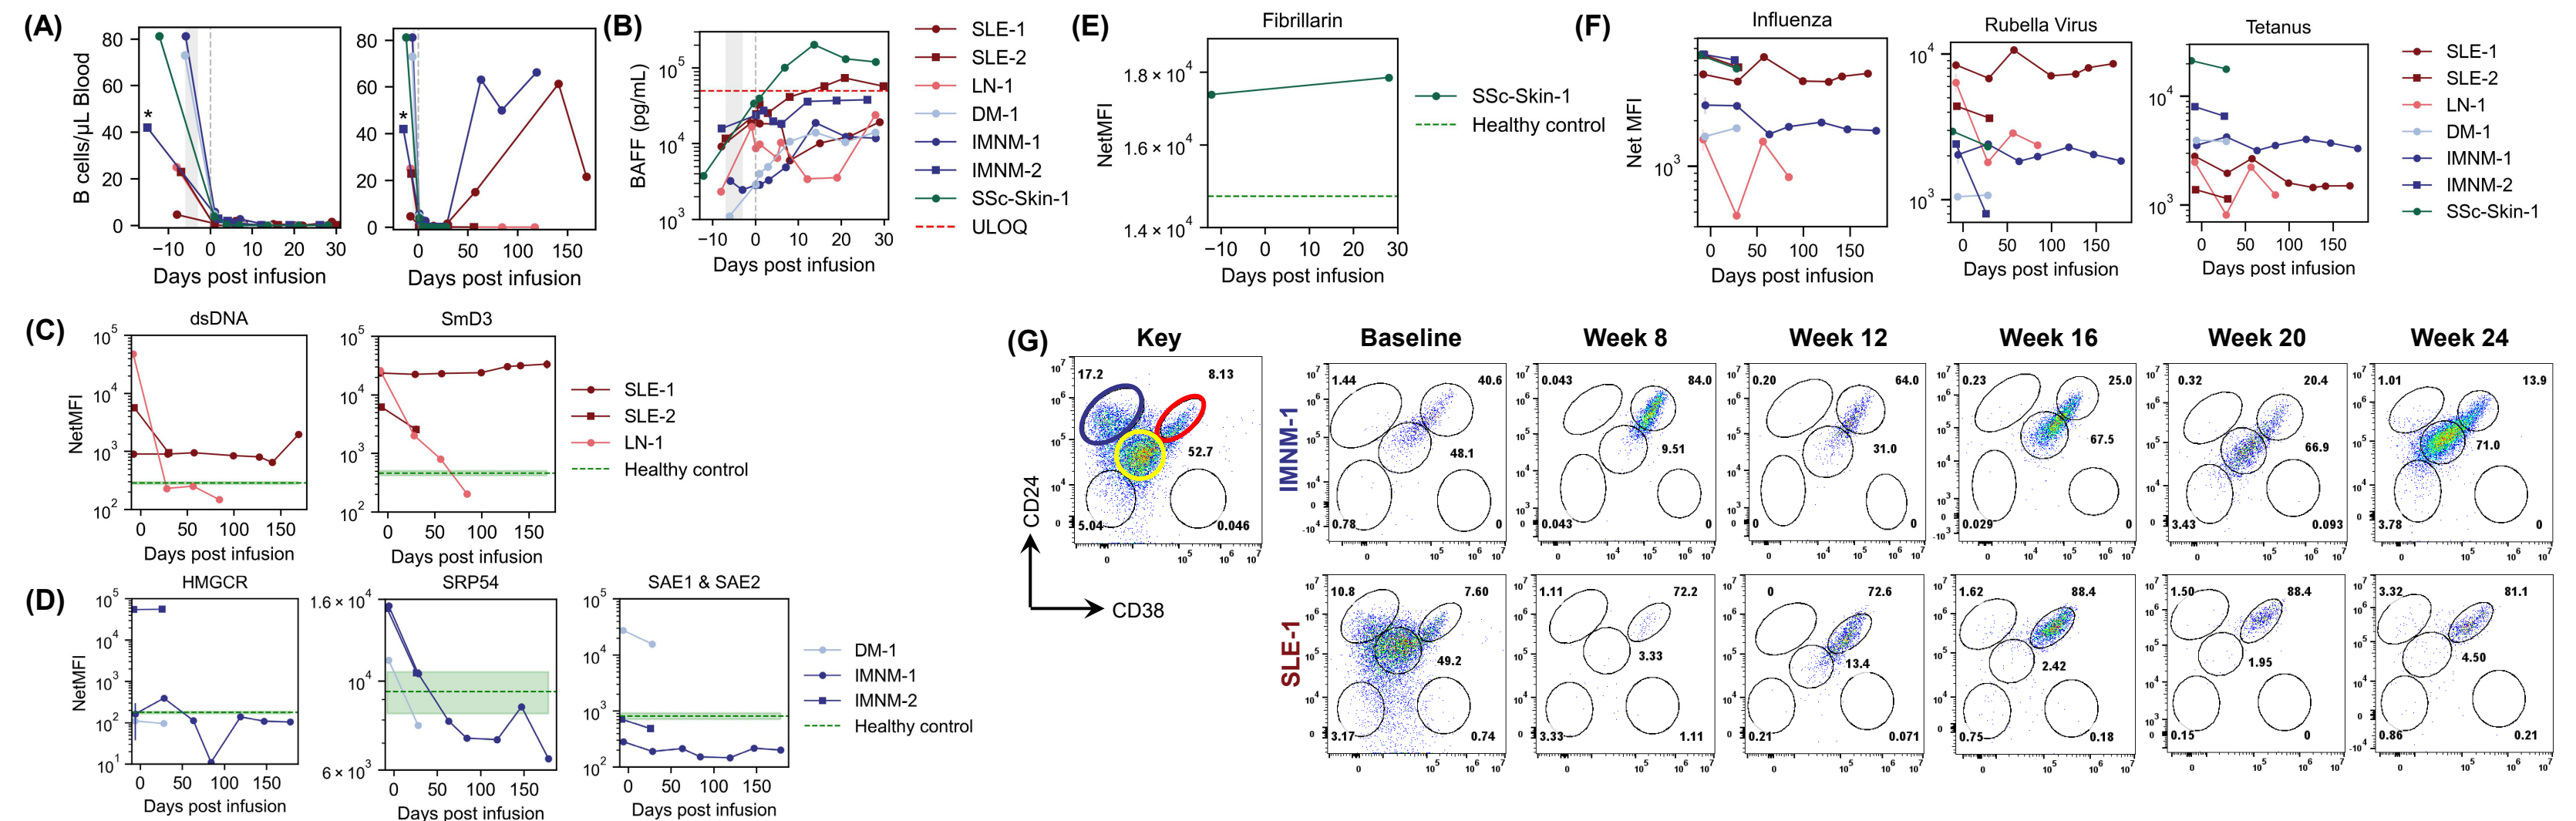 (A)
B cells/µL Blood
80
60
40
20
0
*
−10 0 10 20 30
Days post infusion
80
60
40
20
0
*
0 50 100 150
Days post infusion
(B)
BAFF (pg/mL)
10^5
10^4
10^3
−10 0 10 20 30
Days post infusion
SLE-1
SLE-2
LN-1
DM-1
IMNM-1
IMNM-2
SSc-Skin-1
ULOQ
(E)
Fibrillarin
NetMFI
1.8 × 10^4
1.6 × 10^4
1.4 × 10^4
−10 0 10 20 30
Days post infusion
SSc-Skin-1
Healthy control
(F)
Influenza
Net MFI
10^3
0 50 100 150
Days post infusion
Rubella Virus
10^4
10^3
0 50 100 150
Days post infusion
Tetanus
10^4
10^3
0 50 100 150
Days post infusion
SLE-1
SLE-2
LN-1
DM-1
IMNM-1
IMNM-2
SSc-Skin-1
(C)
dsDNA
NetMFI
10^5
10^4
10^3
10^2
0 50 100 150
Days post infusion
SmD3
10^5
10^4
10^3
10^2
0 50 100 150
Days post infusion
SLE-1
SLE-2
LN-1
Healthy control
(D)
HMGCR
NetMFI
10^5
10^4
10^3
10^2
10^1
0 50 100 150
Days post infusion
SRP54
1.6 × 10^4
10^4
6 × 10^3
0 50 100 150
Days post infusion
SAE1 & SAE2
10^5
10^4
10^3
10^2
0 50 100 150
Days post infusion
DM-1
IMNM-1
IMNM-2
Healthy control
(G)
Key
Baseline
Week 8
Week 12
Week 16
Week 20
Week 24
CD24
CD38
17.2 8.13
52.7
5.04 0.046
10^7
10^6
10^5
10^4
0
0 10^5 10^6 10^7
IMNM-1
1.44 40.6
48.1
0.78 0
0.043 84.0
9.51
0.043 0
0.20 64.0
31.0
0 0
0.23 25.0
67.5
0.029 0
0.32 20.4
66.9
3.43 0.093
1.01 13.9
71.0
3.78 0
SLE-1
10.8 7.60
49.2
3.17 0.74
1.11 72.2
3.33
3.33 1.11
0 72.6
13.4
0.21 0.071
1.62 88.4
2.42
0.75 0.18
1.50 88.4
1.95
0.15 0
3.32 81.1
4.50
0.86 0.21